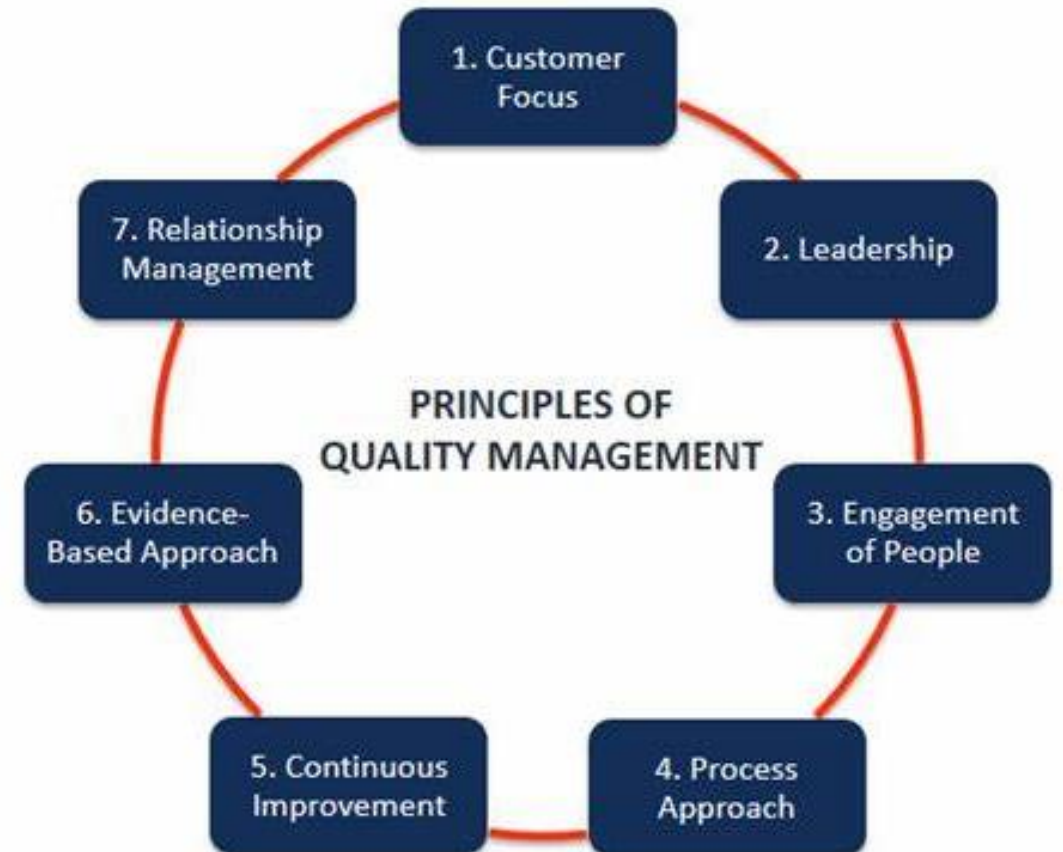 1. Customer
Focus
2. Leadership
3. Engagement
of People
4. Process
Approach
5. Continuous
Improvement
6. Evidence-
Based Approach
7. Relationship
Management
PRINCIPLES OF
QUALITY MANAGEMENT